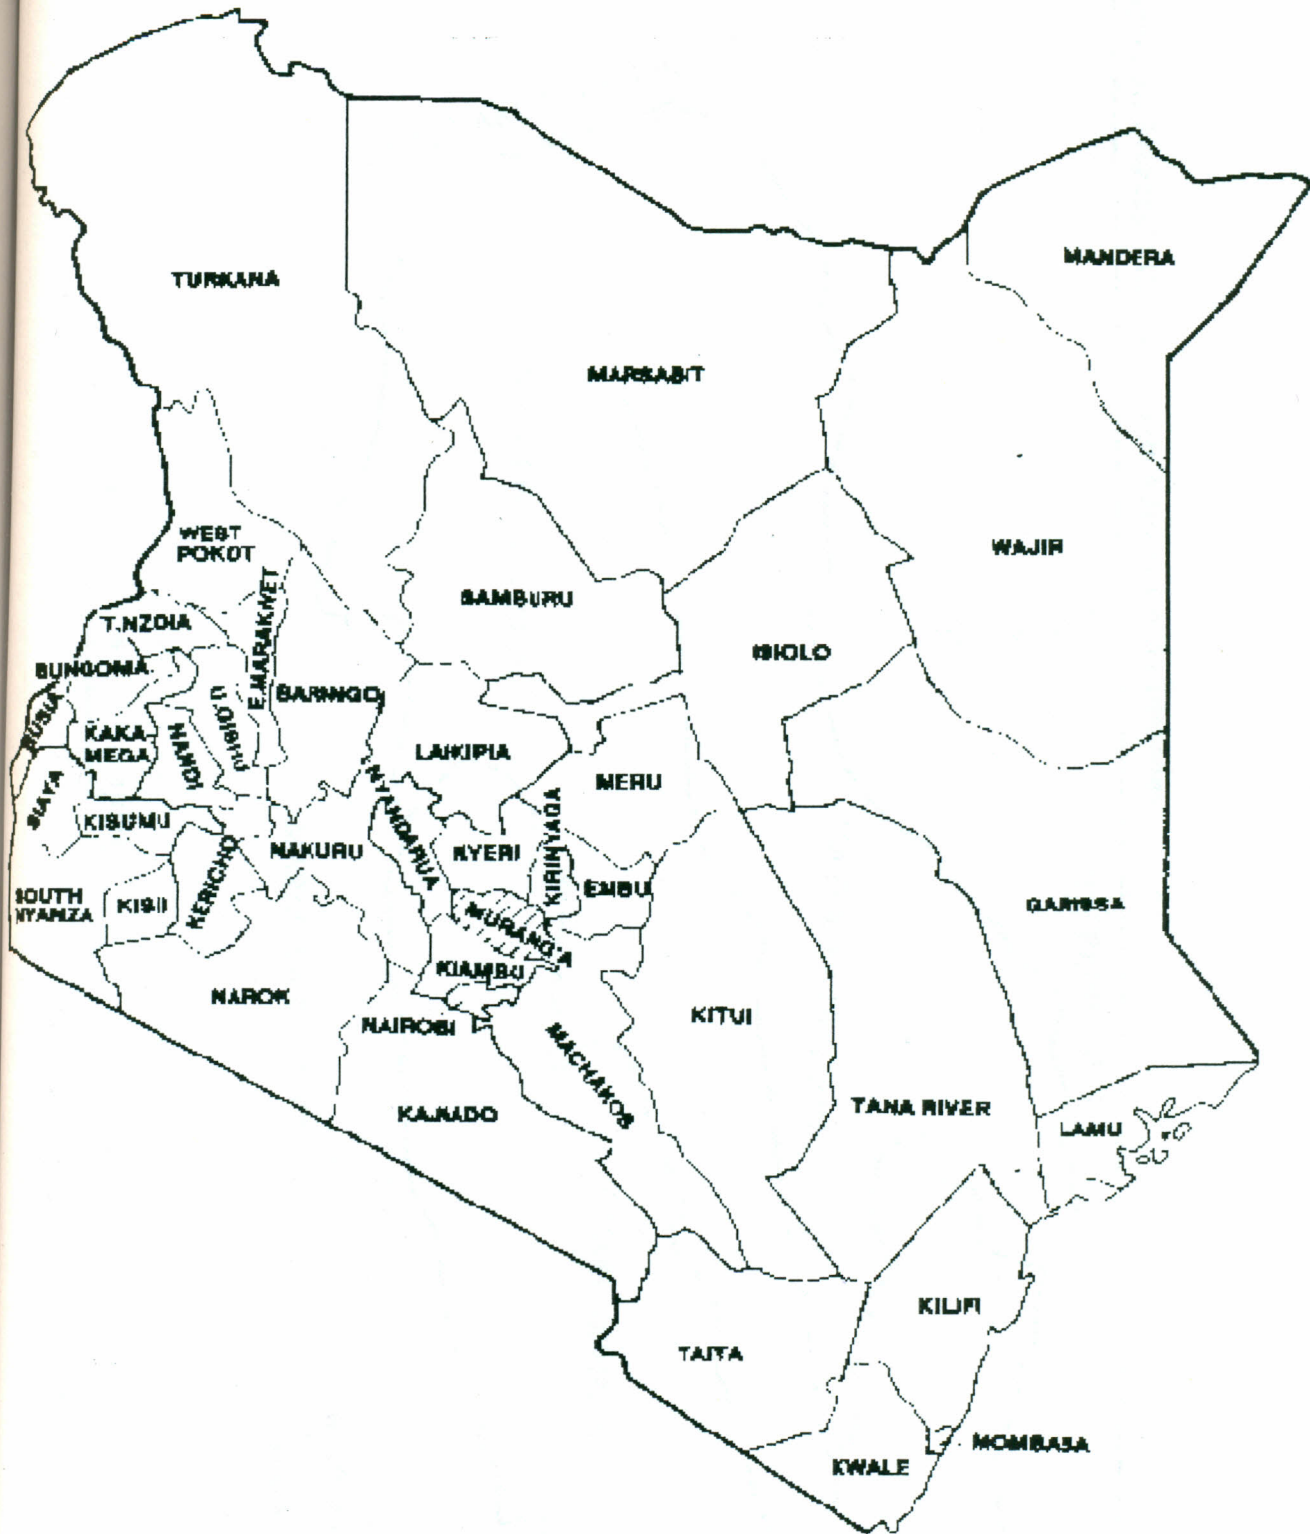 MANDERA
TURKANA
MARSABIT
WEST
POKOT
WAJIR
SAMBURU
E.MARAKWET
T.NZOIA
ISIOLO
BUNGOMA
BARINGO
BUSIA
U.GISHU
KAKA-
MEGA
NANDI
LAIKIPIA
MERU
NYANDARUA
SIAYA
KISUMU
KERICHO
NAKURU
NYERI
KIRINYAGA
EMBU
SOUTH
NYANZA
KISII
MURANG'A
GARISSA
KIAMBU
NAROK
KITUI
NAIROBI
MACHAKOS
KAJIADO
TANA RIVER
LAMU
KILIFI
TAITA
MOMBASA
KWALE